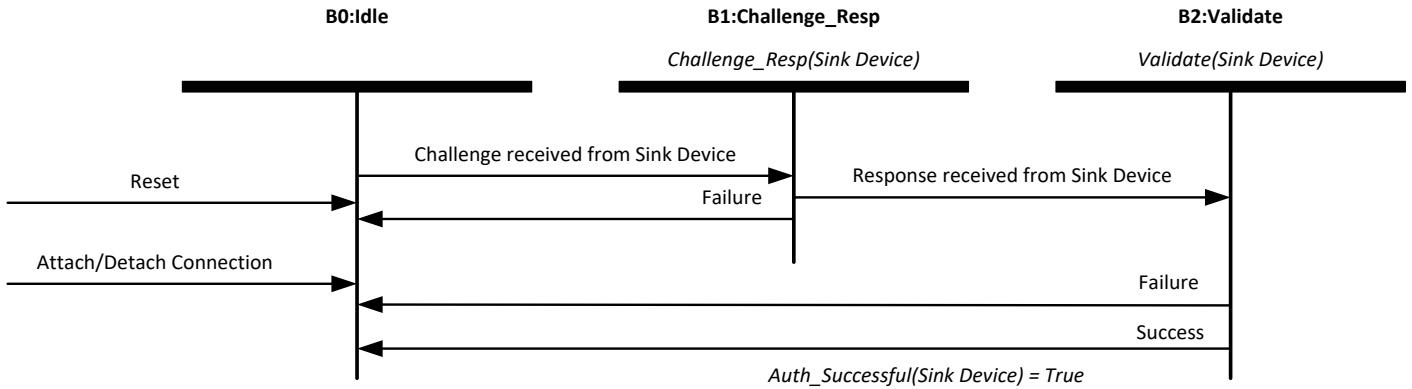 B0:Idle
B1:Challenge_Resp
B2:Validate
Challenge_Resp(Sink Device)
Validate(Sink Device)
Challenge received from Sink Device
Reset
Response received from Sink Device
Failure
Attach/Detach Connection
Failure
Success
Auth_Successful(Sink Device) = True